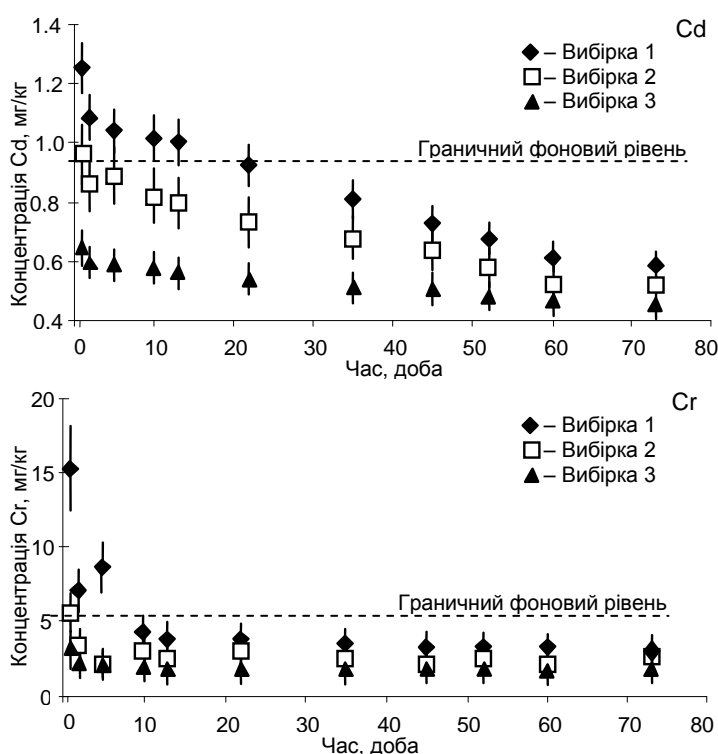 Cd
Концентрація Cd, мг/кг
1.4
1.2
1.0
0.8
0.6
0.4
– Вибірка 1
– Вибірка 2
– Вибірка 3
Граничний фоновий рівень
0 10 20 30 40 50 60 70 80
Час, доба
Cr
Концентрація Cr, мг/кг
20
15
10
5
0
– Вибірка 1
– Вибірка 2
– Вибірка 3
Граничний фоновий рівень
0 10 20 30 40 50 60 70 80
Час, доба